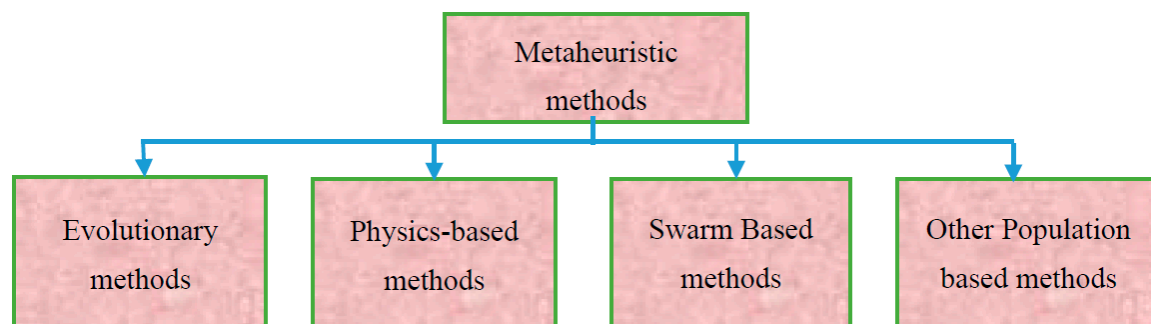 Metaheuristic
methods
Evolutionary
methods
Physics-based
methods
Swarm Based
methods
Other Population
based methods